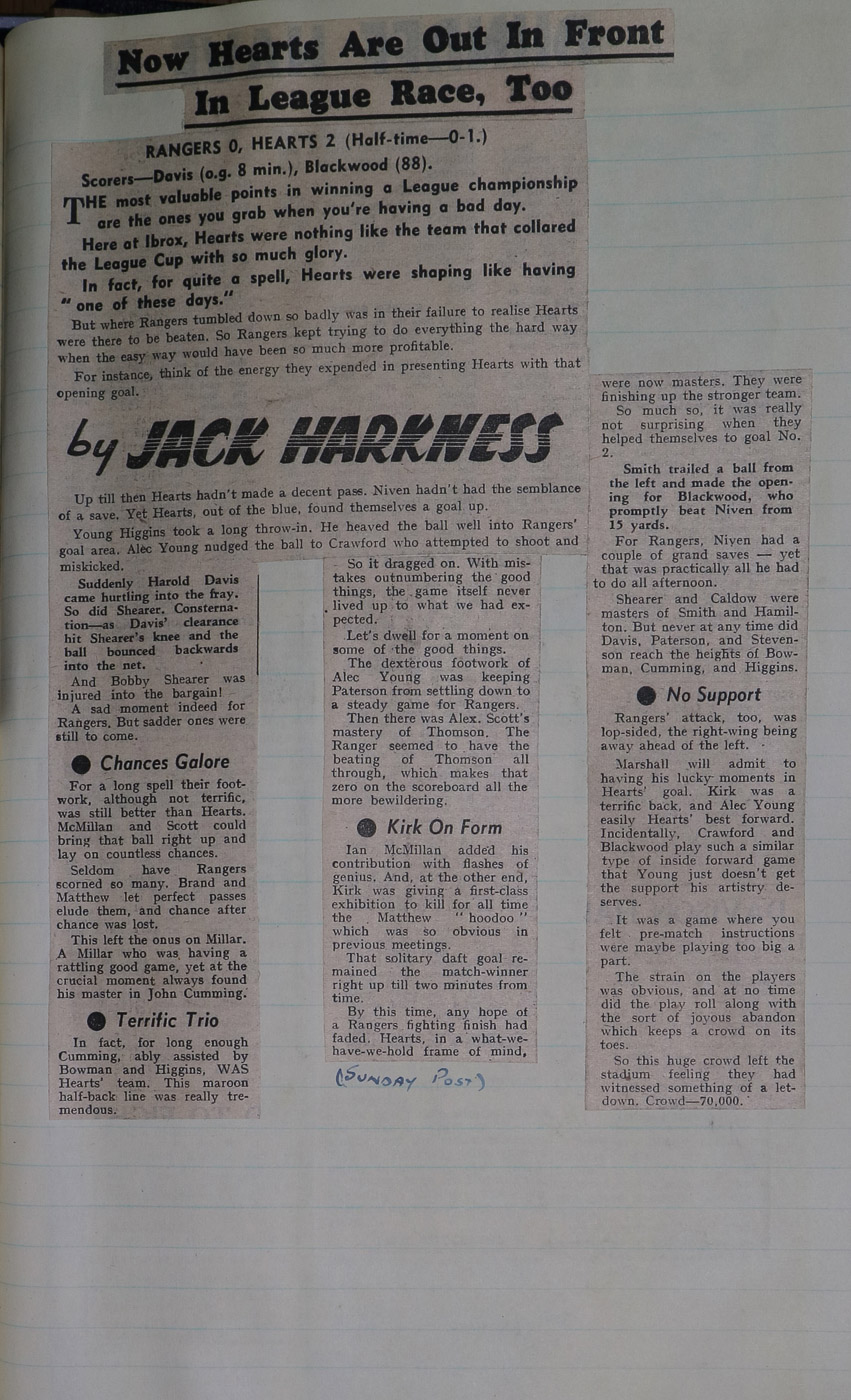 Now Hearts Are Out In Front
In League Race, Too
RANGERS 0, HEARTS 2 (Half-time—0-1.)
Scorers—Davis (o.g. 8 min.), Blackwood (88).
THE most valuable points in winning a League championship
are the ones you grab when you're having a bad day.
Here at Ibrox, Hearts were nothing like the team that collared
the League Cup with so much glory.
In fact, for quite a spell, Hearts were shaping like having
"one of these days."
But where Rangers tumbled down so badly was in their failure to realise Hearts
were there to be beaten. So Rangers kept trying to do everything the hard way
when the easy way would have been so much more profitable.
For instance, think of the energy they expended in presenting Hearts with that
opening goal.
by JACK HARKNESS
Up till then Hearts hadn't made a decent pass. Niven hadn't had the semblance
of a save. Yet Hearts, out of the blue, found themselves a goal up.
Young Higgins took a long throw-in. He heaved the ball well into Rangers'
goal area. Alec Young nudged the ball to Crawford who attempted to shoot and
miskicked.
Suddenly Harold Davis
came hurtling into the fray.
So did Shearer. Consterna-
tion—as Davis' clearance
hit Shearer's knee and the
ball bounced backwards
into the net.
And Bobby Shearer was
injured into the bargain!
A sad moment indeed for
Rangers. But sadder ones were
still to come.
● Chances Galore
For a long spell their foot-
work, although not terrific,
was still better than Hearts.
McMillan and Scott could
bring that ball right up and
lay on countless chances.
Seldom have Rangers
scorned so many. Brand and
Matthew let perfect passes
elude them, and chance after
chance was lost.
This left the onus on Millar.
A Millar who was having a
rattling good game, yet at the
crucial moment always found
his master in John Cumming.
● Terrific Trio
In fact, for long enough
Cumming, ably assisted by
Bowman and Higgins, WAS
Hearts' team. This maroon
half-back line was really tre-
mendous.
So it dragged on. With mis-
takes outnumbering the good
things, the game itself never
lived up to what we had ex-
pected.
Let's dwell for a moment on
some of the good things.
The dexterous footwork of
Alec Young was keeping
Paterson from settling down to
a steady game for Rangers.
Then there was Alex. Scott's
mastery of Thomson. The
Ranger seemed to have the
beating of Thomson all
through, which makes that
zero on the scoreboard all the
more bewildering.
● Kirk On Form
Ian McMillan added his
contribution with flashes of
genius. And, at the other end,
Kirk was giving a first-class
exhibition to kill for all time
the Matthew "hoodoo"
which was so obvious in
previous meetings.
That solitary daft goal re-
mained the match-winner
right up till two minutes from
time.
By this time, any hope of
a Rangers fighting finish had
faded. Hearts, in a what-we-
have-we-hold frame of mind,
(SUNDAY POST)
were now masters. They were
finishing up the stronger team.
So much so, it was really
not surprising when they
helped themselves to goal No.
2.
Smith trailed a ball from
the left and made the open-
ing for Blackwood, who
promptly beat Niven from
15 yards.
For Rangers, Niven had a
couple of grand saves — yet
that was practically all he had
to do all afternoon.
Shearer and Caldow were
masters of Smith and Hamil-
ton. But never at any time did
Davis, Paterson, and Steven-
son reach the heights of Bow-
man, Cumming, and Higgins.
● No Support
Rangers' attack, too, was
lop-sided, the right-wing being
away ahead of the left.
Marshall will admit to
having his lucky moments in
Hearts' goal. Kirk was a
terrific back, and Alec Young
easily Hearts' best forward.
Incidentally, Crawford and
Blackwood play such a similar
type of inside forward game
that Young just doesn't get
the support his artistry de-
serves.
It was a game where you
felt pre-match instructions
were maybe playing too big a
part.
The strain on the players
was obvious, and at no time
did the play roll along with
the sort of joyous abandon
which keeps a crowd on its
toes.
So this huge crowd left the
stadium feeling they had
witnessed something of a let-
down. Crowd—70,000.